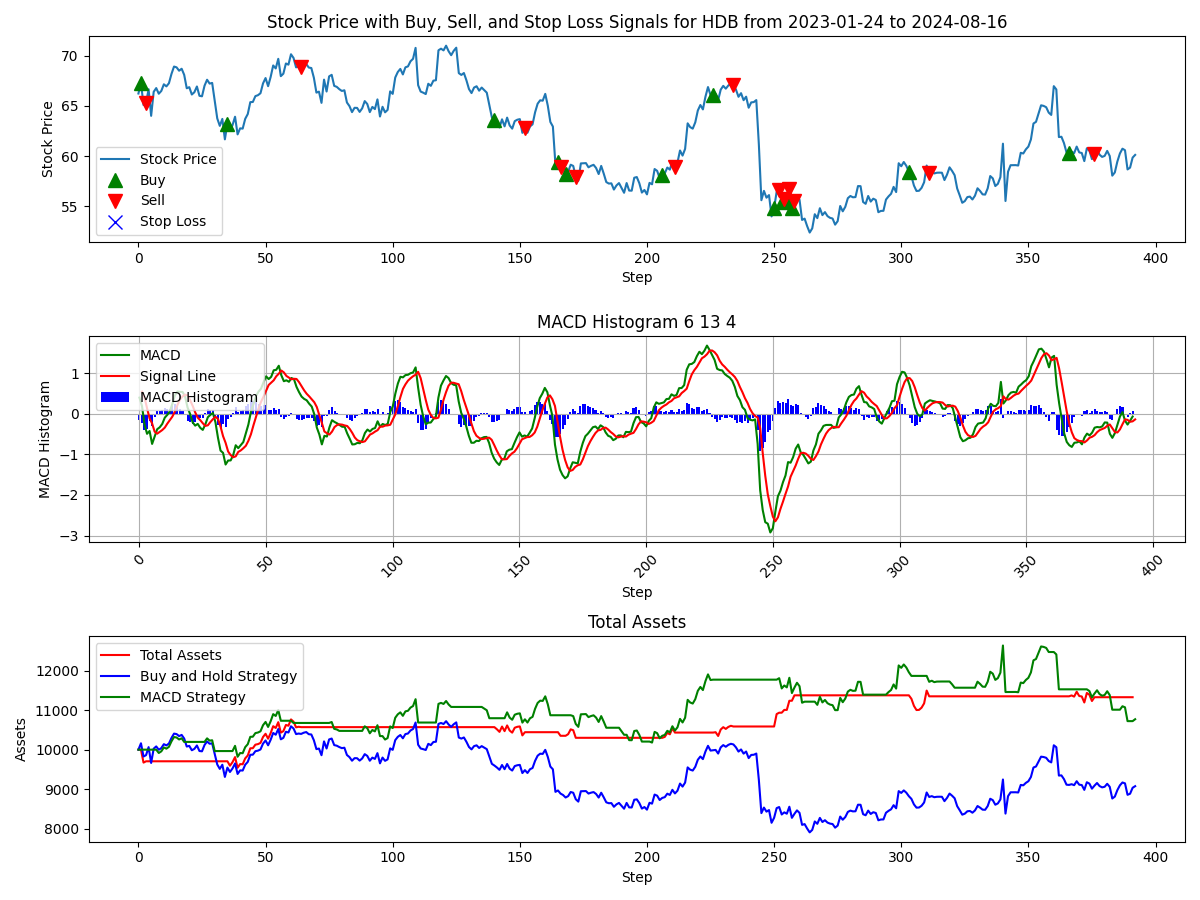 Stock Price with Buy, Sell, and Stop Loss Signals for HDB from 2023-01-24 to 2024-08-16
Stock Price
70
65
60
55
Stock Price
Buy
Sell
Stop Loss
0 50 100 150 200 250 300 350 400
Step
MACD Histogram 6 13 4
MACD Histogram
1
0
−1
−2
−3
MACD
Signal Line
MACD Histogram
0 50 100 150 200 250 300 350 400
Step
Total Assets
Assets
12000
11000
10000
9000
8000
Total Assets
Buy and Hold Strategy
MACD Strategy
0 50 100 150 200 250 300 350 400
Step